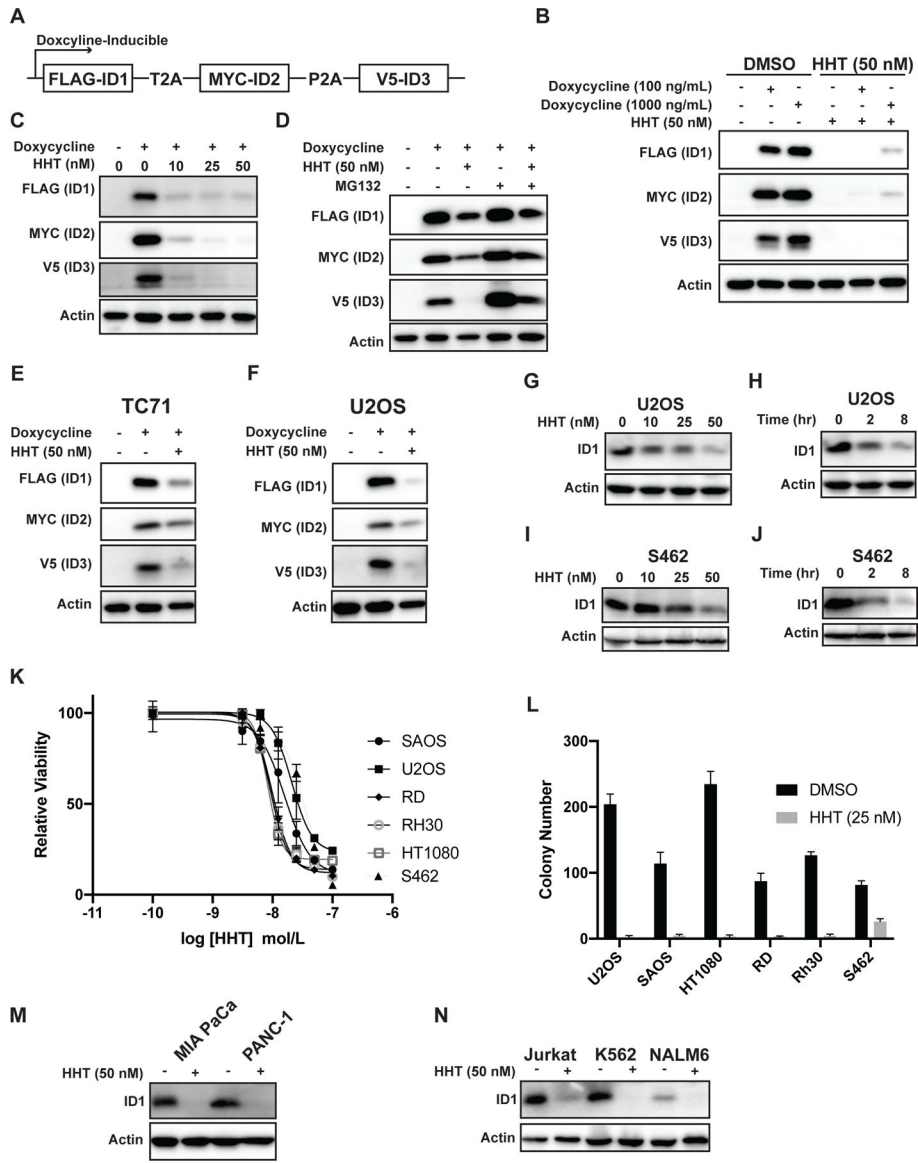 A
Doxcyline-Inducible
FLAG-ID1 T2A MYC-ID2 P2A V5-ID3
B
DMSO HHT (50 nM)
Doxycycline (100 ng/mL) - + - - + -
Doxycycline (1000 ng/mL) - - + - - +
HHT (50 nM) - - - + + +
FLAG (ID1)
MYC (ID2)
V5 (ID3)
Actin
C
Doxycycline - + + + +
HHT (nM) 0 0 10 25 50
FLAG (ID1)
MYC (ID2)
V5 (ID3)
Actin
D
Doxycycline - + + + +
HHT (50 nM) - - + - +
MG132 - - - + +
FLAG (ID1)
MYC (ID2)
V5 (ID3)
Actin
E
TC71
Doxycycline - + +
HHT (50 nM) - - +
FLAG (ID1)
MYC (ID2)
V5 (ID3)
Actin
F
U2OS
Doxycycline - + +
HHT (50 nM) - - +
FLAG (ID1)
MYC (ID2)
V5 (ID3)
Actin
G
U2OS
HHT (nM) 0 10 25 50
ID1
Actin
H
U2OS
Time (hr) 0 2 8
ID1
Actin
I
S462
HHT (nM) 0 10 25 50
ID1
Actin
J
S462
Time (hr) 0 2 8
ID1
Actin
K
Relative Viability
100
50
0
-11 -10 -9 -8 -7 -6
log [HHT] mol/L
SAOS
U2OS
RD
RH30
HT1080
S462
L
Colony Number
300
200
100
0
DMSO
HHT (25 nM)
U2OS SAOS HT1080 RD Rh30 S462
M
MIA PaCa PANC-1
HHT (50 nM) - + - +
ID1
Actin
N
Jurkat K562 NALM6
HHT (50 nM) - + - + - +
ID1
Actin